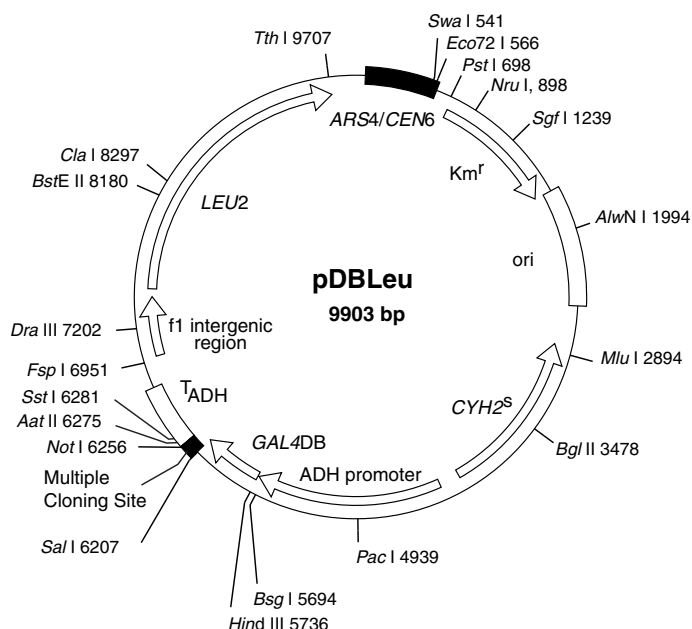 Swa I 541
Eco72 I 566
Pst I 698
Nru I, 898
Sgf I 1239
Tth I 9707
ARS4/CEN6
Kmr
Cla I 8297
BstE II 8180
LEU2
AlwN I 1994
ori
pDBLeu
9903 bp
Dra III 7202
f1 intergenic
region
Fsp I 6951
Mlu I 2894
TADH
Sst I 6281
Aat II 6275
Not I 6256
CYH2s
GAL4DB
Bgl II 3478
ADH promoter
Multiple
Cloning Site
Sal I 6207
Pac I 4939
Bsg I 5694
Hind III 5736